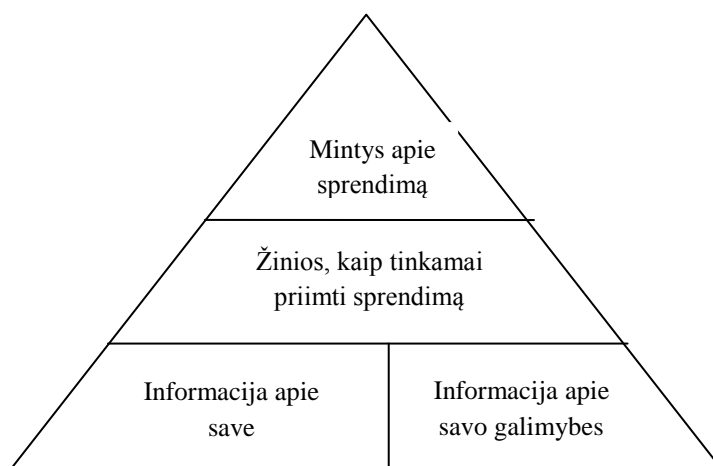 Mintys apie
sprendimą
Žinios, kaip tinkamai
priimti sprendimą
Informacija apie
save
Informacija apie
savo galimybes